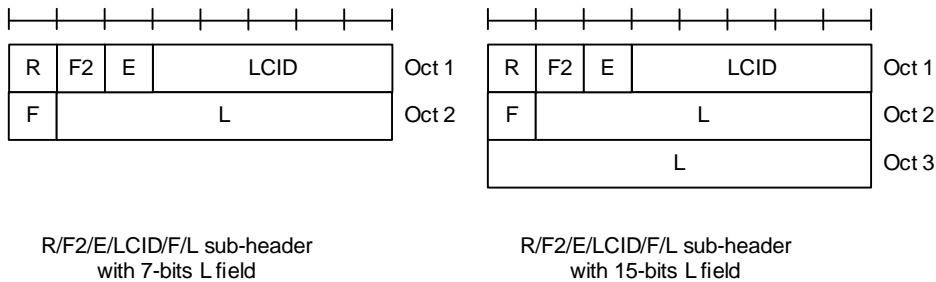 R F2 E LCID Oct 1
F L Oct 2
R/F2/E/LCID/F/L sub-header
with 7-bits L field
R F2 E LCID Oct 1
F L Oct 2
L Oct 3
R/F2/E/LCID/F/L sub-header
with 15-bits L field